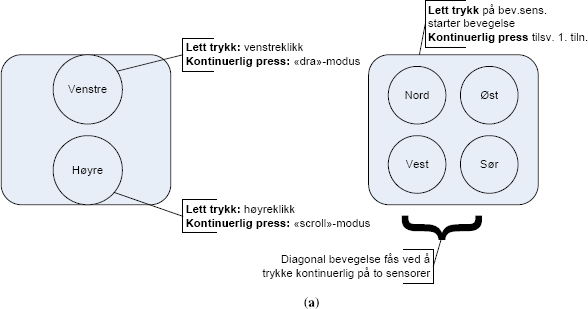 Lett trykk på bev.sens.
starter bevegelse
Kontinuerlig press tilsv. 1. tiln.
Lett trykk: venstreklikk
Kontinuerlig press: «dra»-modus
Venstre
Høyre
Nord
Øst
Vest
Sør
Lett trykk: høyreklikk
Kontinuerlig press: «scroll»-modus
Diagonal bevegelse fås ved å
trykke kontinuerlig på to sensorer
(a)